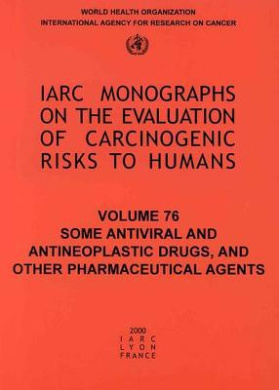 WORLD HEALTH ORGANIZATION
INTERNATIONAL AGENCY FOR RESEARCH ON CANCER
IARC MONOGRAPHS
ON THE EVALUATION
OF CARCINOGENIC
RISKS TO HUMANS
VOLUME 76
SOME ANTIVIRAL AND
ANTINEOPLASTIC DRUGS, AND
OTHER PHARMACEUTICAL AGENTS
2000
IARC
LYON
FRANCE